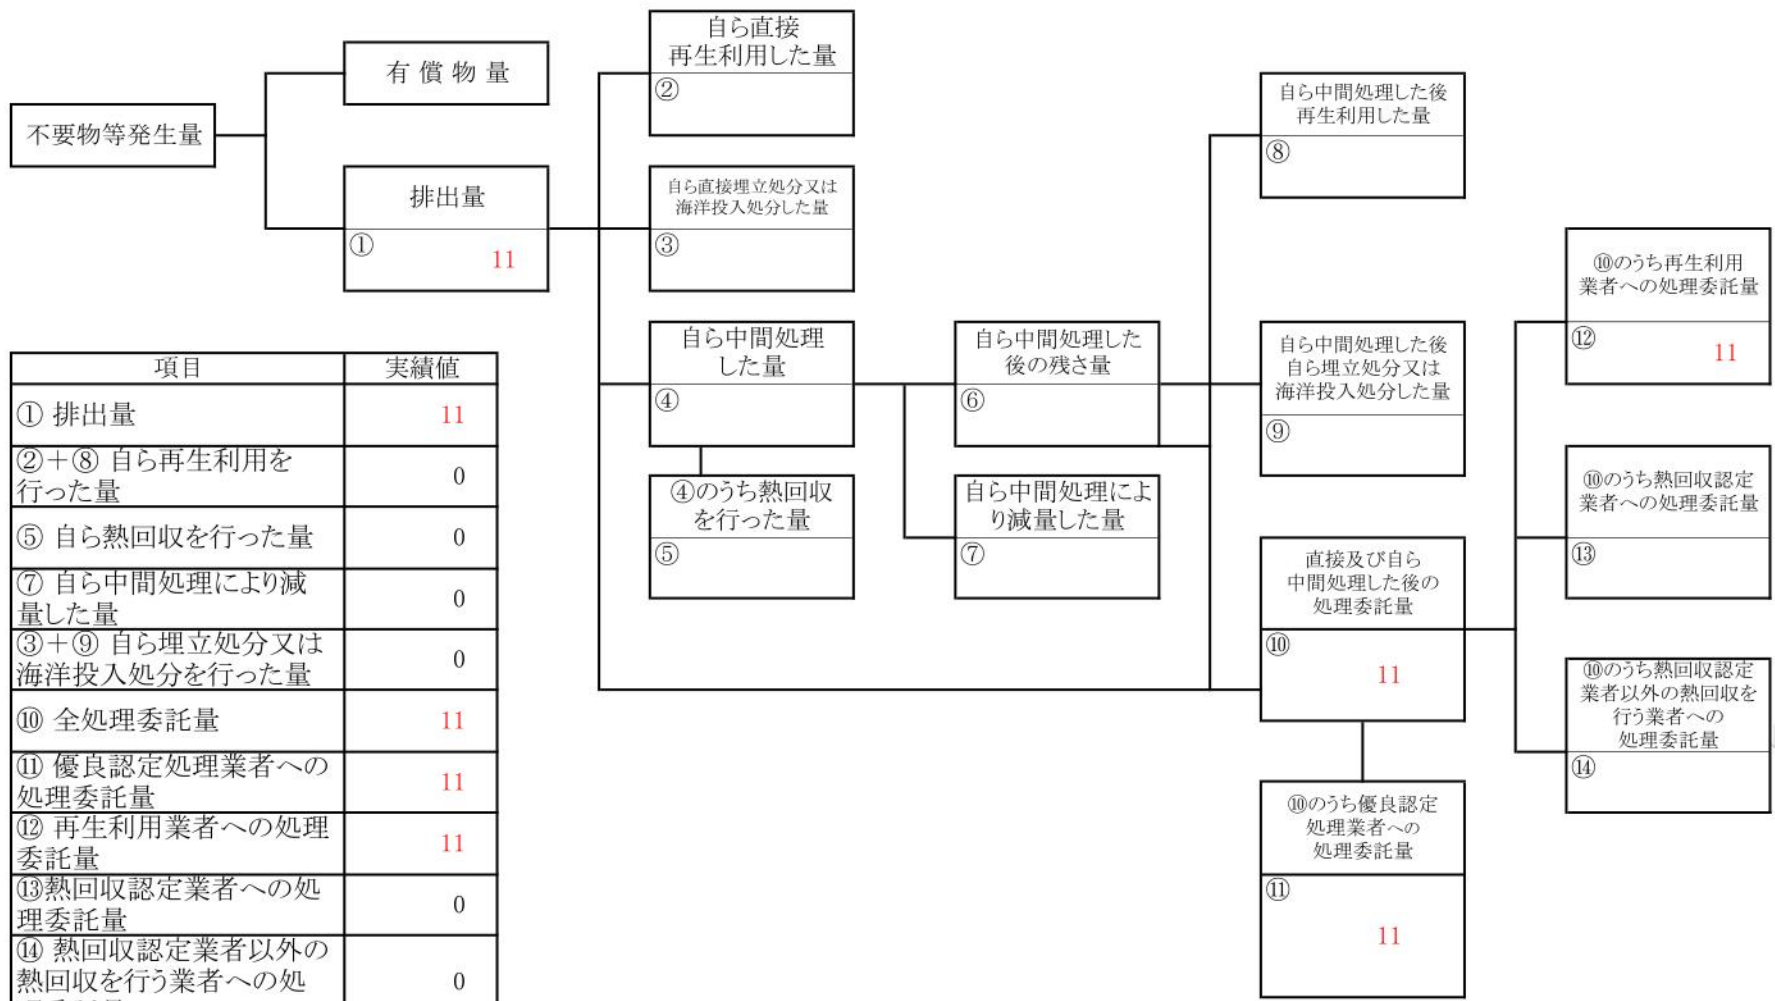 自ら直接
再生利用した量
②
有 償 物 量
不要物等発生量
排出量
①
11
自ら直接埋立処分又は
海洋投入処分した量
③
自ら中間処理した後
再生利用した量
⑧
自ら中間処理
した量
④
自ら中間処理した
後の残さ量
⑥
自ら中間処理した後
自ら埋立処分又は
海洋投入処分した量
⑨
⑩のうち再生利用
業者への処理委託量
⑫
11
④のうち熱回収
を行った量
⑤
自ら中間処理によ
り減量した量
⑦
⑩のうち熱回収認定
業者への処理委託量
⑬
直接及び自ら
中間処理した後の
処理委託量
⑩
11
⑩のうち熱回収認定
業者以外の熱回収を
行う業者への
処理委託量
⑭
⑩のうち優良認定
処理業者への
処理委託量
⑪
11
項目 実績値
① 排出量 11
②＋⑧ 自ら再生利用を
行った量 0
⑤ 自ら熱回収を行った量 0
⑦ 自ら中間処理により減
量した量 0
③＋⑨ 自ら埋立処分又は
海洋投入処分を行った量 0
⑩ 全処理委託量 11
⑪ 優良認定処理業者への
処理委託量 11
⑫ 再生利用業者への処理
委託量 11
⑬熱回収認定業者への処
理委託量 0
⑭ 熱回収認定業者以外の
熱回収を行う業者への処 0